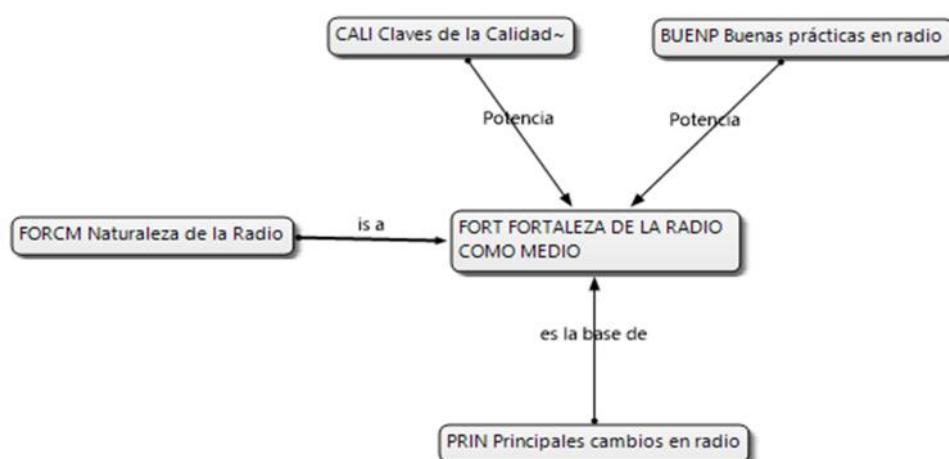 CALI Claves de la Calidad~
BUENP Buenas prácticas en radio
Potencia
Potencia
FORCM Naturaleza de la Radio
is a
FORT FORTALEZA DE LA RADIO
COMO MEDIO
es la base de
PRIN Principales cambios en radio